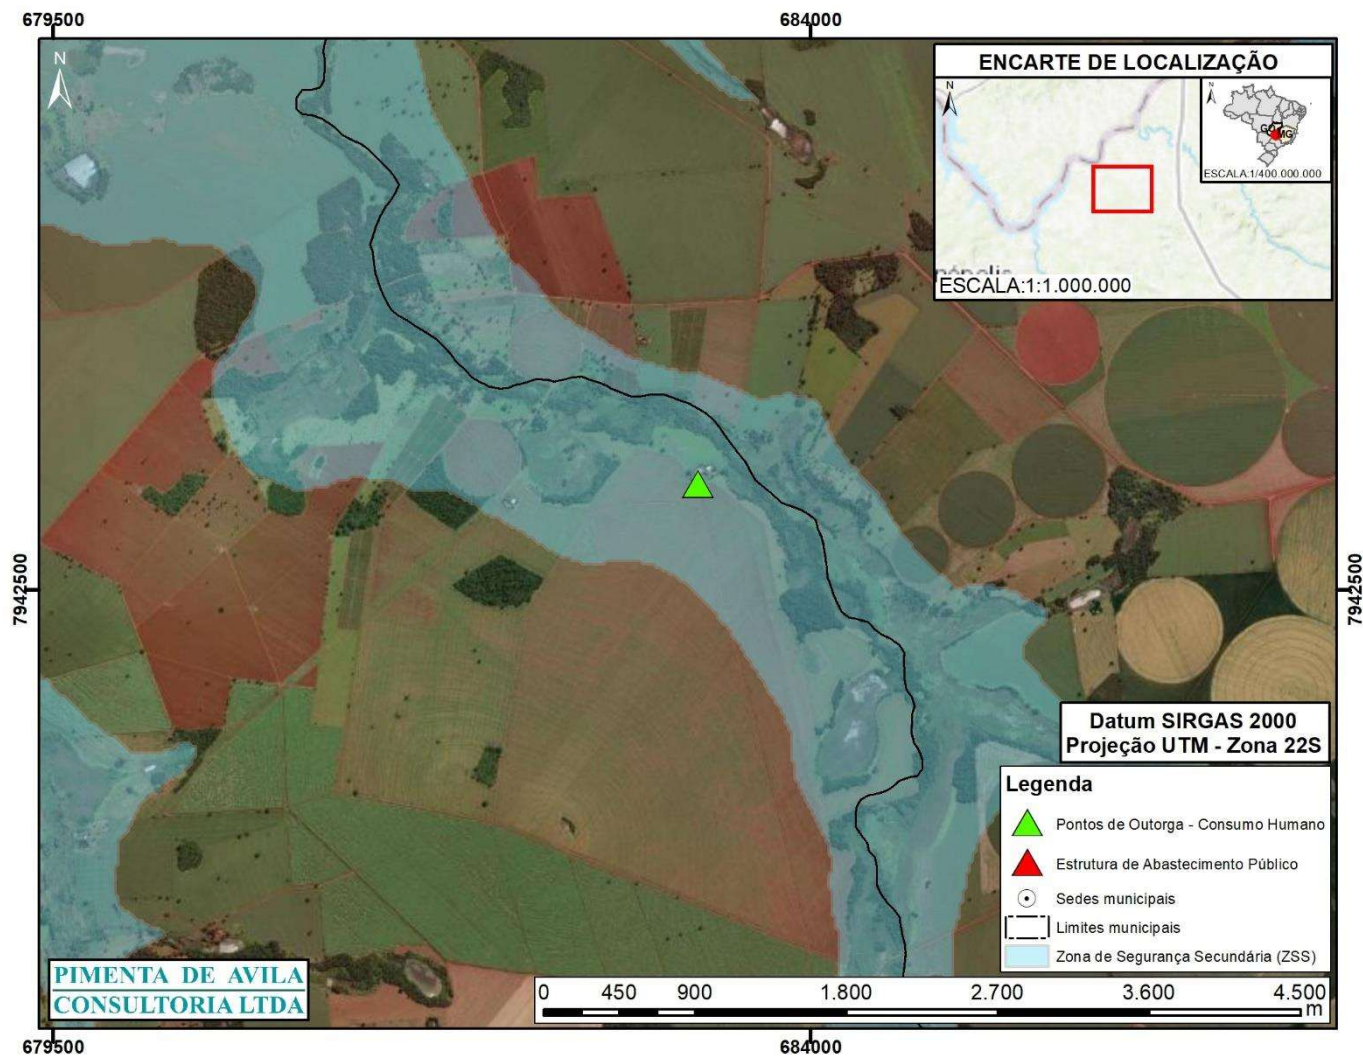 679500
684000
N
ENCARTE DE LOCALIZAÇÃO
N
N
GO
MG
ESCALA:1/400.000.000
ESCALA:1:1.000.000
7942500
7942500
Datum SIRGAS 2000
Projeção UTM - Zona 22S
Legenda
Pontos de Outorga - Consumo Humano
Estrutura de Abastecimento Público
Sedes municipais
Limites municipais
Zona de Segurança Secundária (ZSS)
PIMENTA DE AVILA
CONSULTORIA LTDA
0 450 900 1.800 2.700 3.600 4.500
m
679500
684000